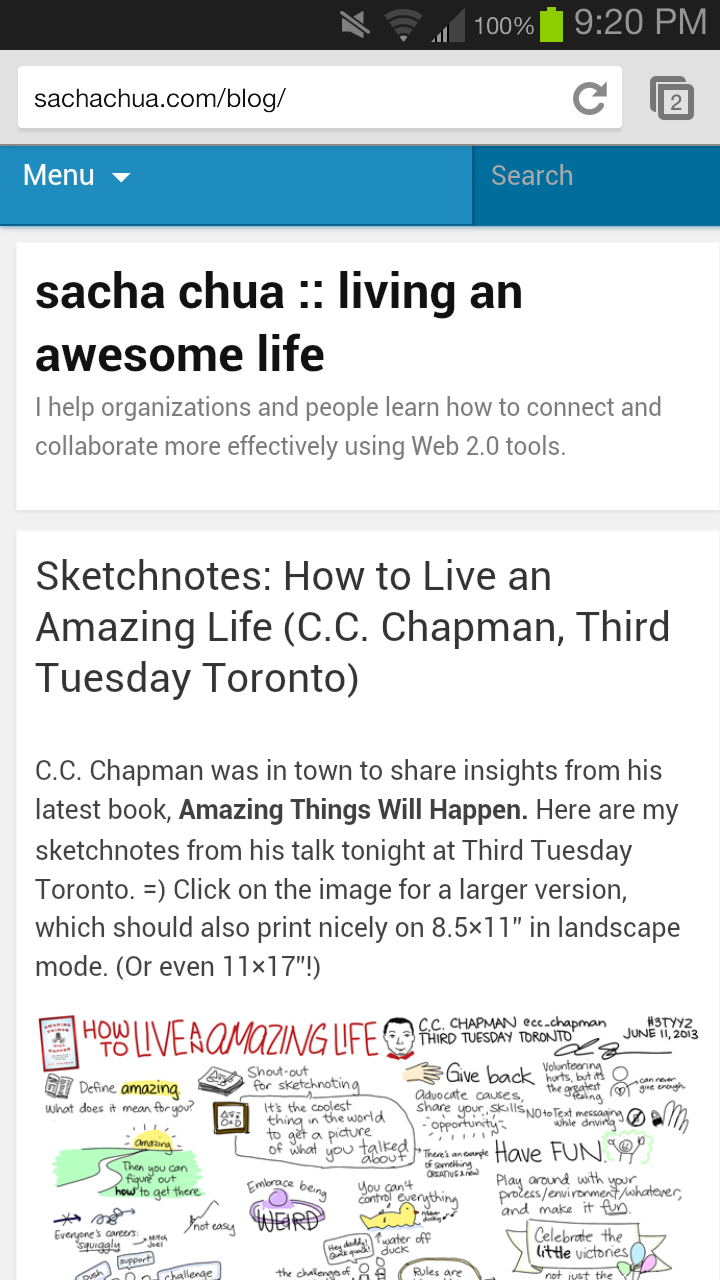 100% 9:20 PM
sachachua.com/blog/
2
Menu
Search
sacha chua :: living an
awesome life
I help organizations and people learn how to connect and
collaborate more effectively using Web 2.0 tools.
Sketchnotes: How to Live an
Amazing Life (C.C. Chapman, Third
Tuesday Toronto)
C.C. Chapman was in town to share insights from his
latest book, Amazing Things Will Happen. Here are my
sketchnotes from his talk tonight at Third Tuesday
Toronto. =) Click on the image for a larger version,
which should also print nicely on 8.5×11" in landscape
mode. (Or even 11×17"!)
AMAZING
THINGS
WILL
HAPPEN
HOW TO LIVE AN AMAZING LIFE
C.C. CHAPMAN @cc_chapman
THIRD TUESDAY TORONTO
#3TYYZ
JUNE 11, 2013
Define amazing
What does it mean for you?
amazing
Then you can
figure out
how to get there
Everyone's careers:
squiggly
Mitch
Joel
not easy
push
support
challenge
Shout-out
for sketchnoting
It's the coolest
thing in the world
to get a picture
of what you talked
about
Embrace being
WEIRD
You can't
control everything
rubber
ducky
Hey daddy!
Quack quack!
water off
duck
the challenges of
Rules are
Give back
Advocate causes,
share your skills
opportunity
There's an example
of something
CREATIVE & new
Volunteering
hurts, but it's
the greatest
feeling
can never
give enough
NO to Text messaging
while driving
Have FUN.
Play around with your
process/environment/whatever,
and make it fun.
Celebrate the
little victories
not just the